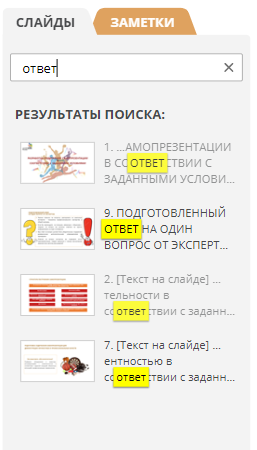 СЛАЙДЫ ЗАМЕТКИ
ответ
РЕЗУЛЬТАТЫ ПОИСКА:
1. ...АМОПРЕЗЕНТАЦИИ
В СООТВЕТСТВИИ С
ЗАДАННЫМИ УСЛОВИ...
9. ПОДГОТОВЛЕННЫЙ
ОТВЕТ НА ОДИН
ВОПРОС ОТ ЭКСПЕРТ...
2. [Текст на слайде] ...
тельности в
соответствии с заданн...
7. [Текст на слайде] ...
ентностью в
соответствии с заданн...